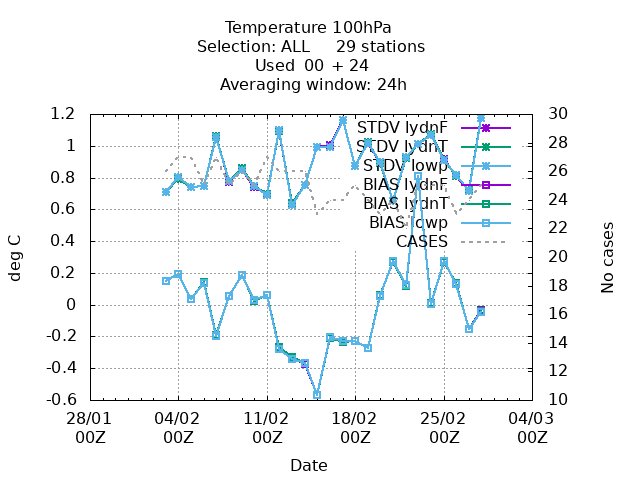 Temperature 100hPa
Selection: ALL 29 stations
Used 00 + 24
Averaging window: 24h
1.2
1
0.8
0.6
0.4
0.2
0
-0.2
-0.4
-0.6
deg C
30
28
26
24
22
20
18
16
14
12
10
No cases
STDV lydnF
STDV lydnT
STDV lowp
BIAS lydnF
BIAS lydnT
BIAS lowp
CASES
28/01 04/02 11/02 18/02 25/02 04/03
00Z 00Z 00Z 00Z 00Z 00Z
Date